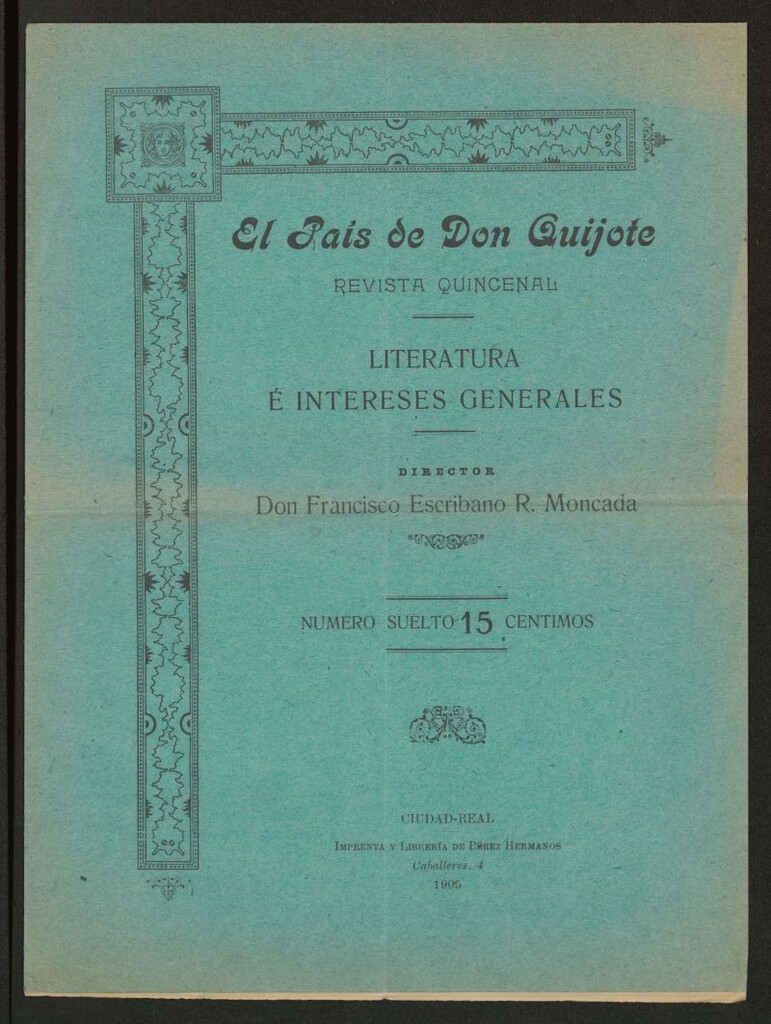 El País de Don Quijote
REVISTA QUINCENAL
LITERATURA
É INTERESES GENERALES
DIRECTOR
Don Francisco Escribano R. Moncada
NUMERO SUELTO 15 CENTIMOS
CIUDAD-REAL
IMPRENTA Y LIBRERÍA DE PÉREZ HERMANOS
Caballeros, 4
1905